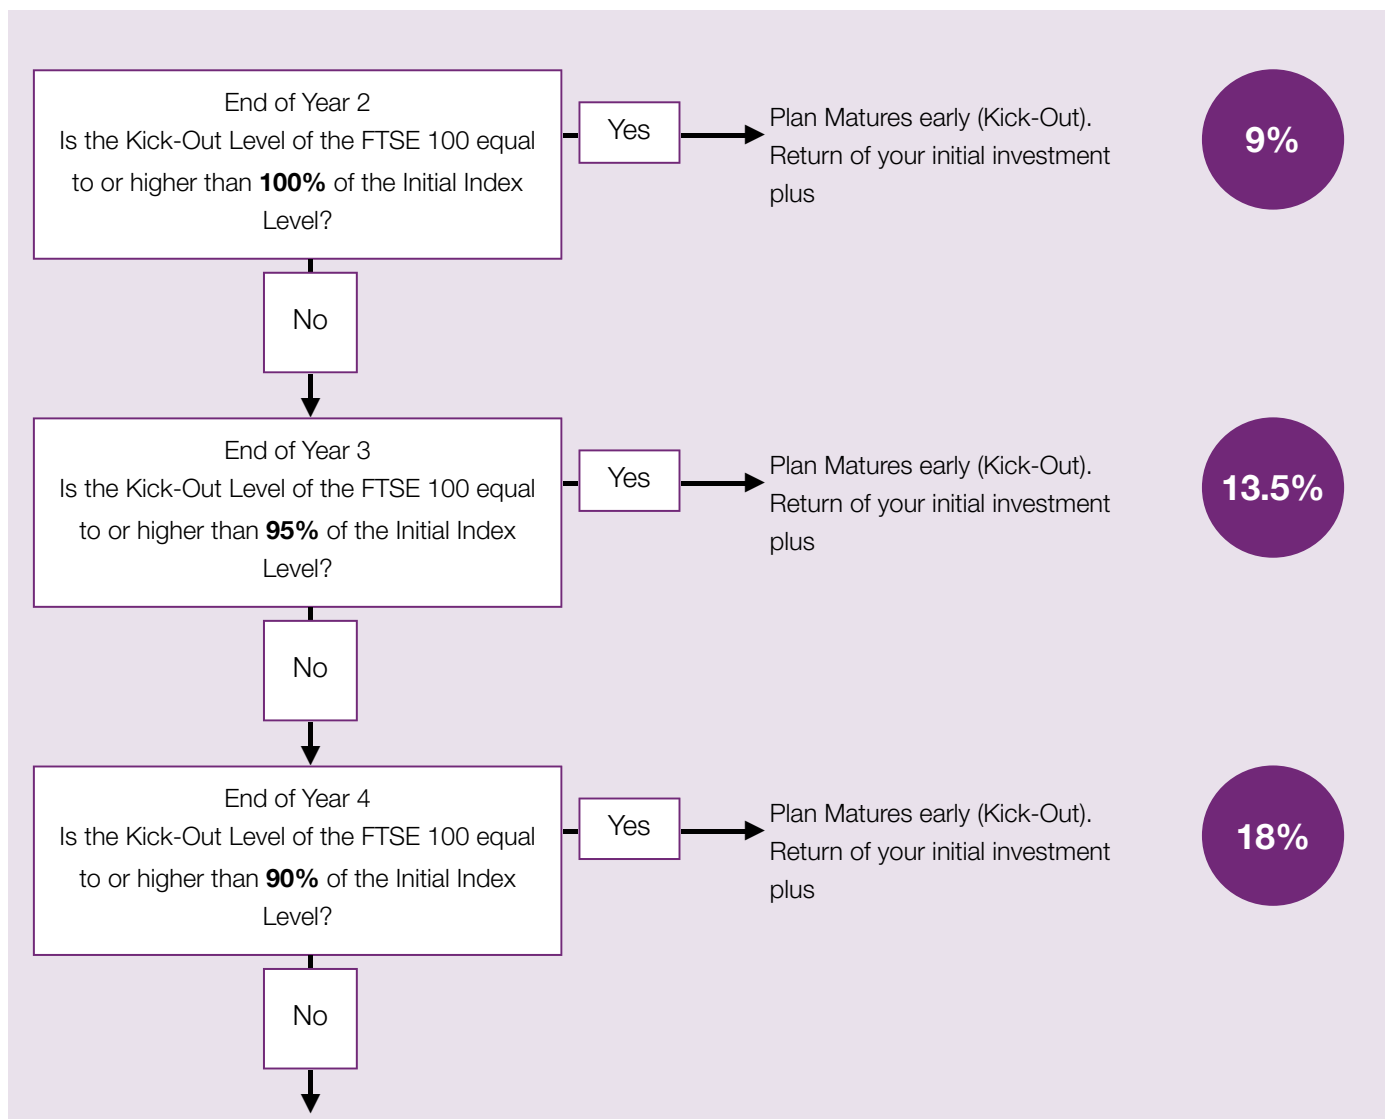 End of Year 2
Is the Kick-Out Level of the FTSE 100 equal
to or higher than 100% of the Initial Index
Level?
Yes
Plan Matures early (Kick-Out).
Return of your initial investment
plus
9%
No
End of Year 3
Is the Kick-Out Level of the FTSE 100 equal
to or higher than 95% of the Initial Index
Level?
Yes
Plan Matures early (Kick-Out).
Return of your initial investment
plus
13.5%
No
End of Year 4
Is the Kick-Out Level of the FTSE 100 equal
to or higher than 90% of the Initial Index
Level?
Yes
Plan Matures early (Kick-Out).
Return of your initial investment
plus
18%
No